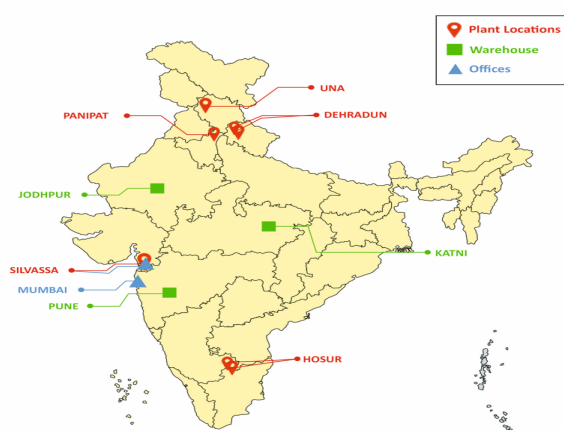 Plant Locations
Warehouse
Offices
UNA
PANIPAT
DEHRADUN
JODHPUR
KATNI
SILVASSA
MUMBAI
PUNE
HOSUR